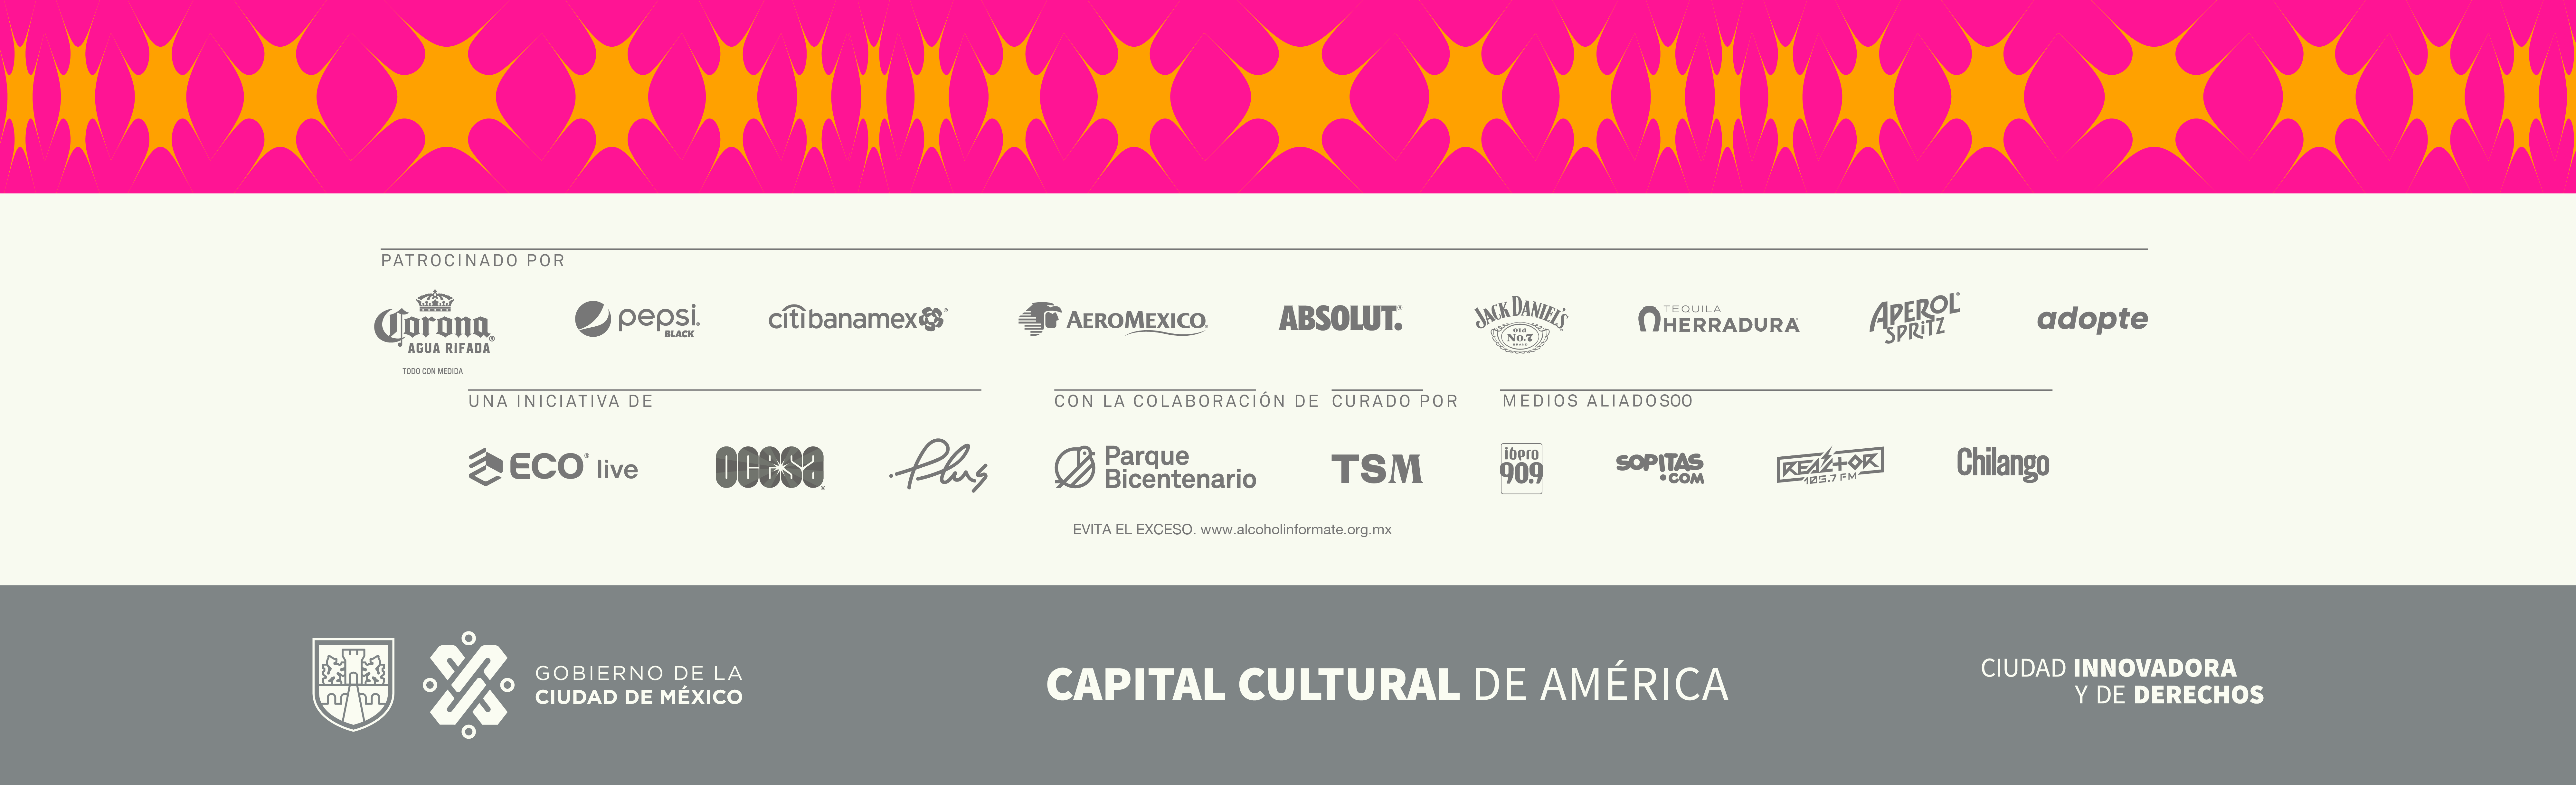 PATROCINADO POR
Corona
AGUA RIFADA
TODO CON MEDIDA
pepsi
BLACK
citibanamex
AEROMEXICO
ABSOLUT.
JACK DANIEL'S
Old
No.7
BRAND
TEQUILA
HERRADURA
APEROL
SPRITZ
adopte
UNA INICIATIVA DE
ECO live
OCESA
Plus
CON LA COLABORACIÓN DE
Parque
Bicentenario
CURADO POR
TSM
MEDIOS ALIADOSOO
ibero
90.9
SOPITAS
.COM
REACTOR
105.7 FM
Chilango
EVITA EL EXCESO. www.alcoholinformate.org.mx
GOBIERNO DE LA
CIUDAD DE MÉXICO
CAPITAL CULTURAL DE AMÉRICA
CIUDAD INNOVADORA
Y DE DERECHOS